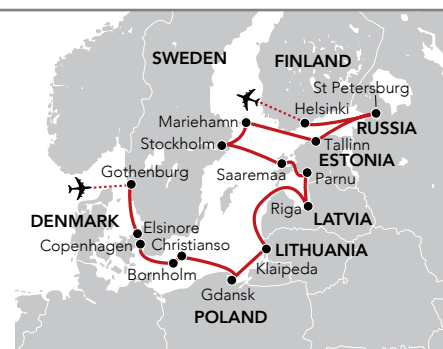 SWEDEN
FINLAND
St Petersburg
Helsinki
Mariehamn
RUSSIA
Stockholm
Tallinn
ESTONIA
Saaremaa
Parnu
Gothenburg
Riga
LATVIA
DENMARK
Elsinore
Copenhagen
Christianso
LITHUANIA
Bornholm
Klaipeda
Gdansk
POLAND